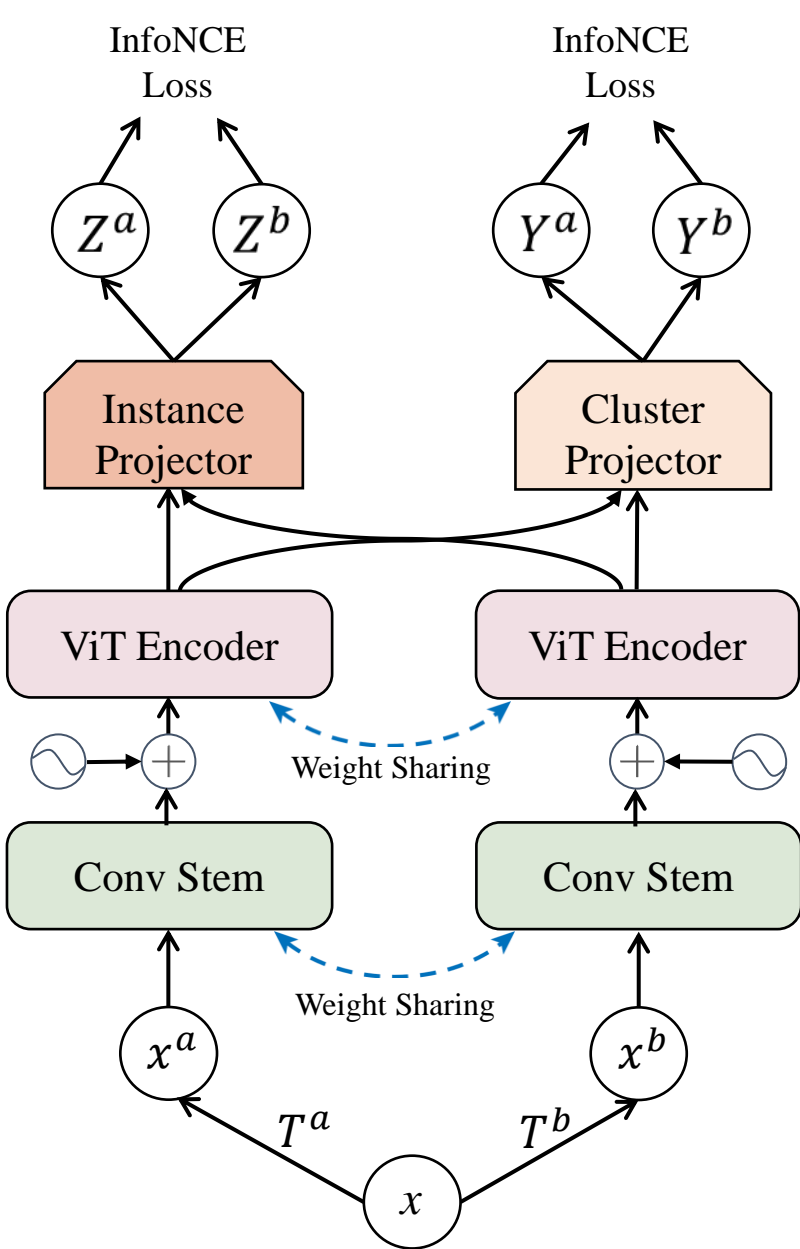 InfoNCE
Loss
InfoNCE
Loss
Z^a
Z^b
Y^a
Y^b
Instance
Projector
Cluster
Projector
ViT Encoder
ViT Encoder
Weight Sharing
Conv Stem
Conv Stem
Weight Sharing
x^a
x^b
T^a
T^b
x